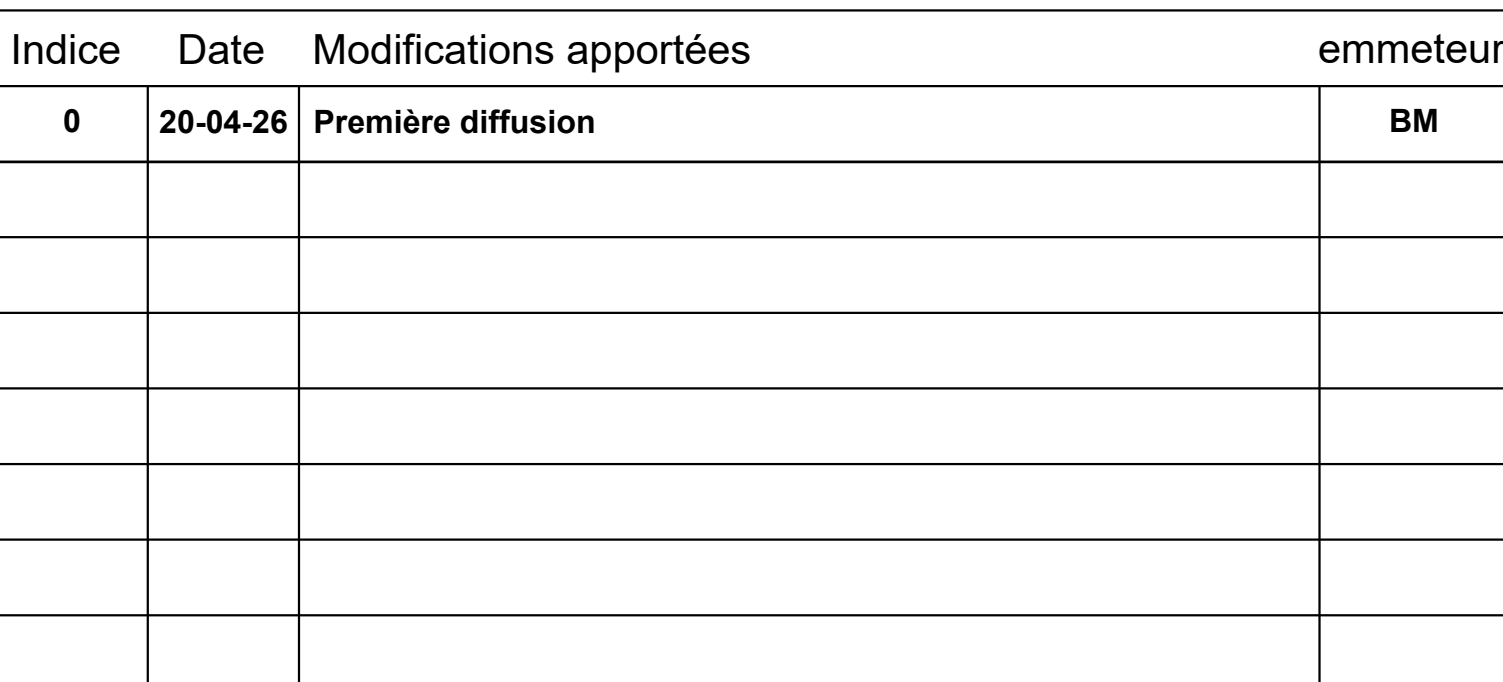 Indice Date Modifications apportées emmeteur
0 20-04-26 Première diffusion BM